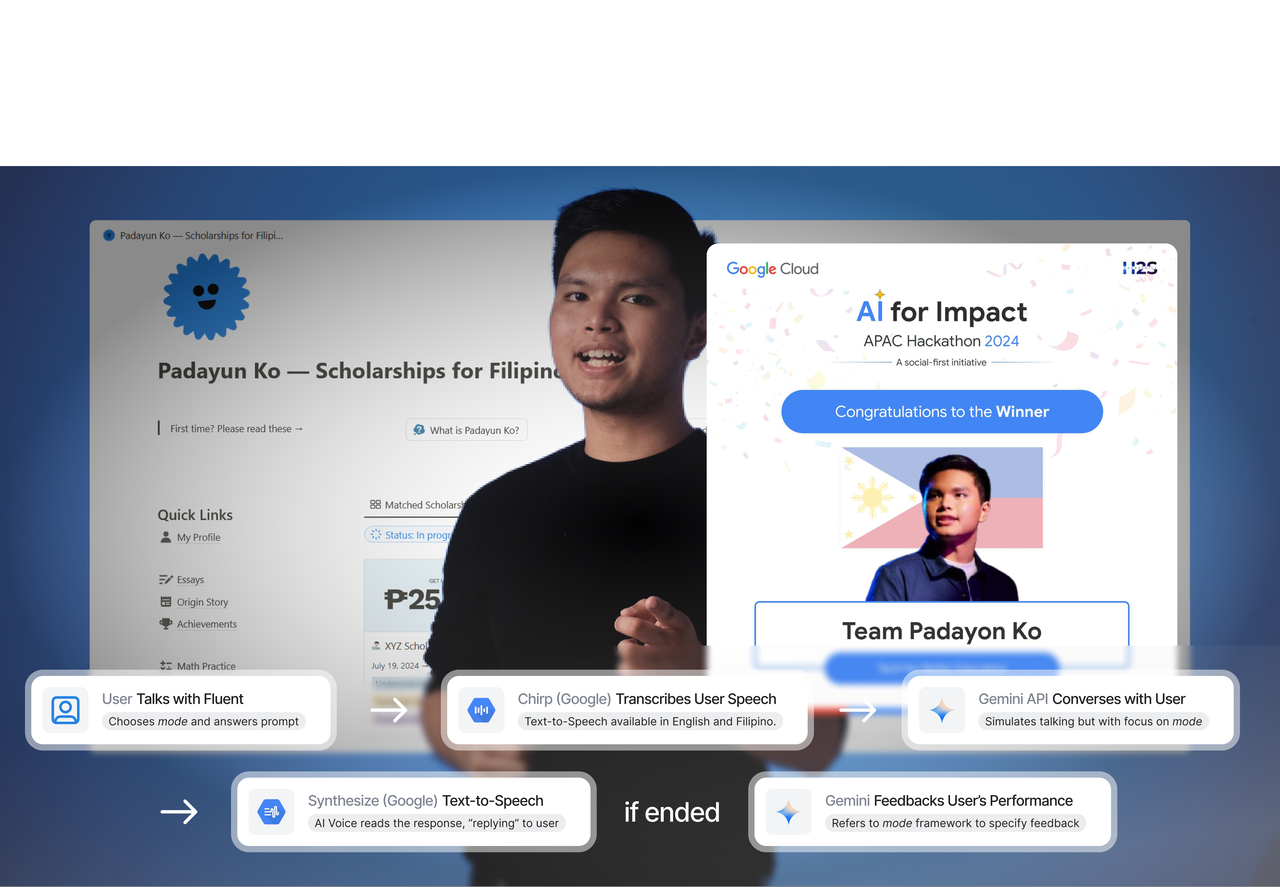 Padayun Ko — Scholarships for Filipi...
Google Cloud
H2S
AI for Impact
APAC Hackathon 2024
A social-first initiative
Padayun Ko — Scholarships for Filipino
Congratulations to the Winner
First time? Please read these →
What is Padayun Ko?
Quick Links
My Profile
Essays
Origin Story
Achievements
Math Practice
Matched Scholars
Status: In progr
₱25
XYZ Schol
July 19, 2024 →
Team Padayon Ko
User Talks with Fluent
Chooses mode and answers prompt
Chirp (Google) Transcribes User Speech
Text-to-Speech available in English and Filipino.
Gemini API Converses with User
Simulates talking but with focus on mode
Synthesize (Google) Text-to-Speech
AI Voice reads the response, “replying” to user
if ended
Gemini Feedbacks User’s Performance
Refers to mode framework to specify feedback